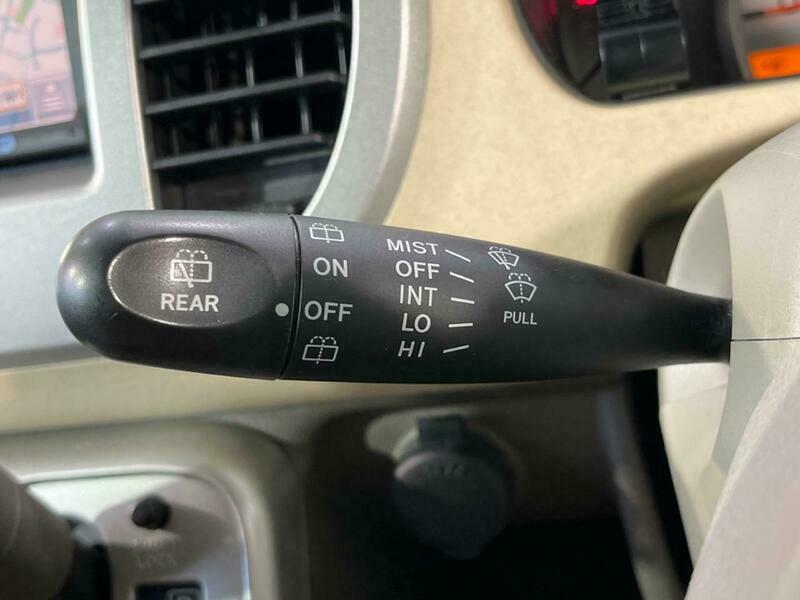 REAR
ON
OFF
MIST
OFF
INT
LO
HI
PULL